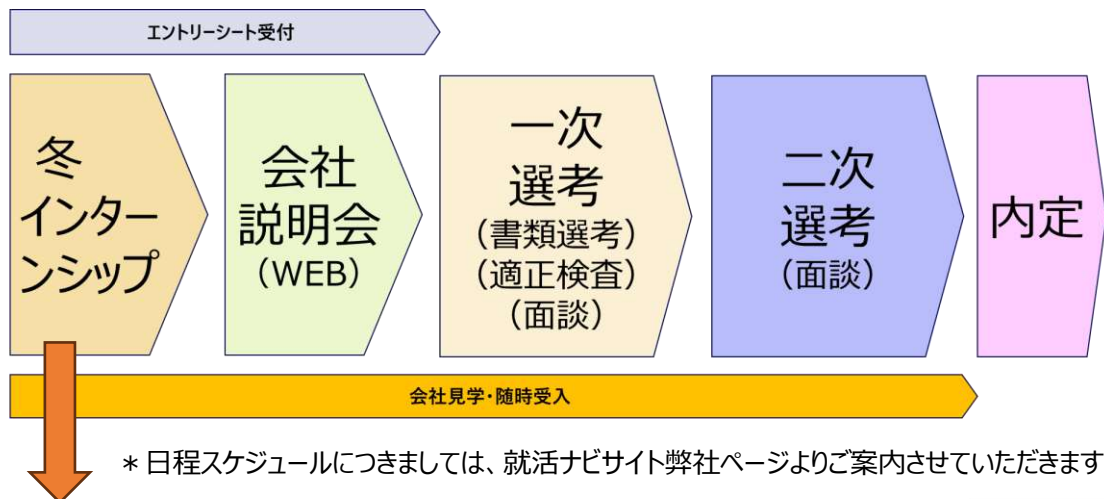 エントリーシート受付
冬
インター
ンシップ
会社
説明会
（WEB）
一次
選考
（書類選考）
（適正検査）
（面談）
二次
選考
（面談）
内定
会社見学・随時受入
＊日程スケジュールにつきましては、就活ナビサイト弊社ページよりご案内させていただきます